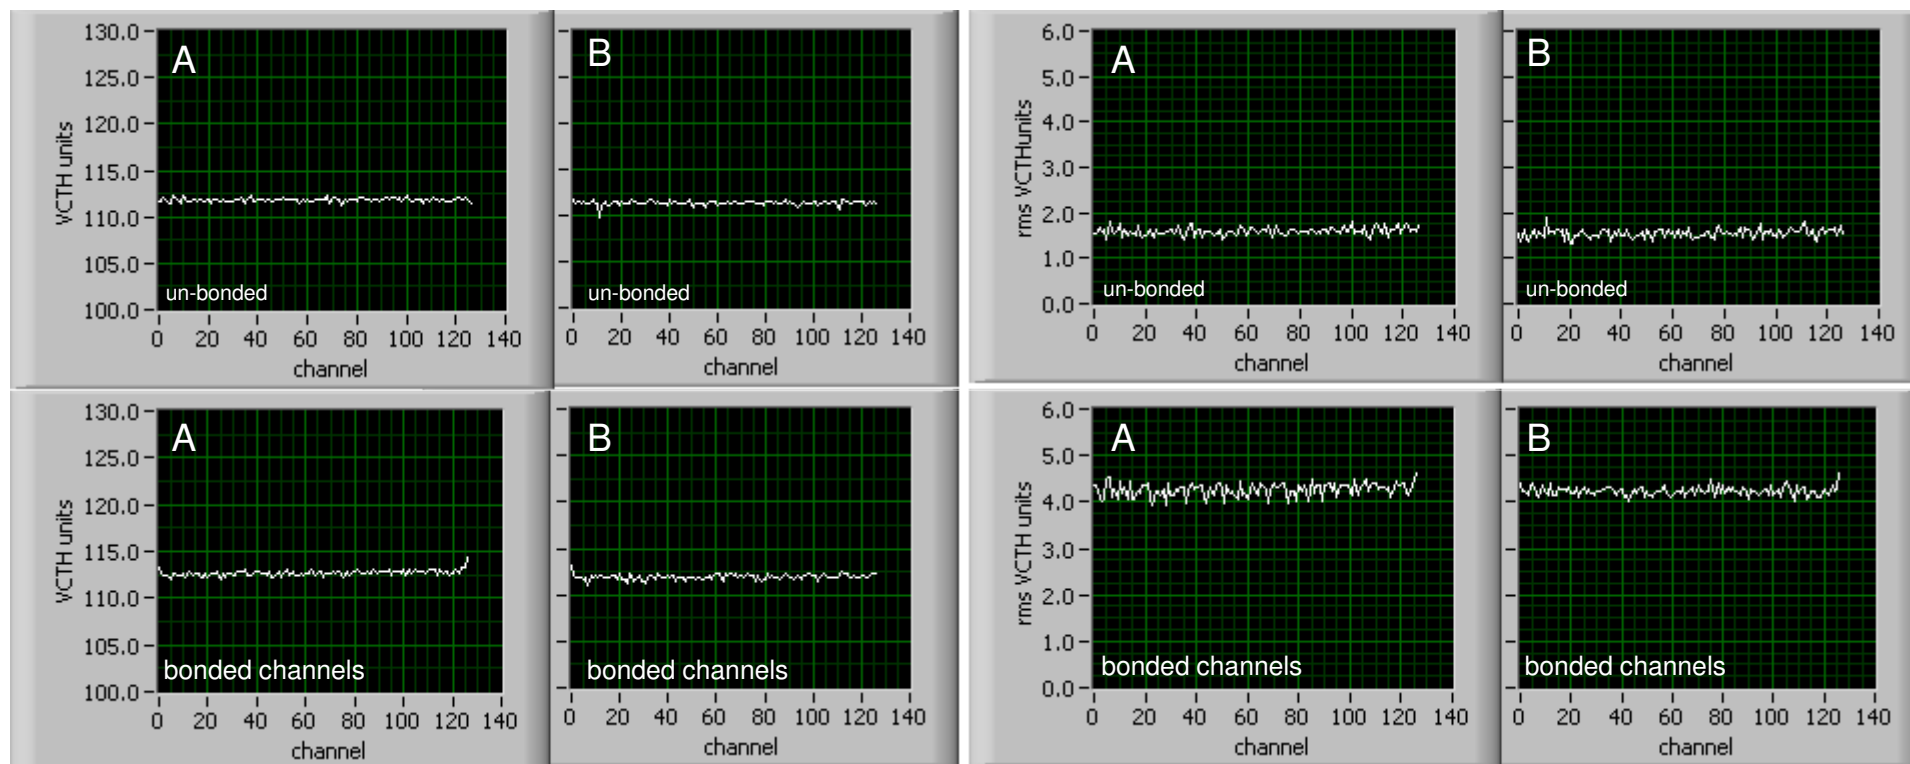 A
130.0
125.0
120.0
115.0
110.0
105.0
100.0
VCTH units
un-bonded
0 20 40 60 80 100 120 140
channel
B
un-bonded
0 20 40 60 80 100 120 140
channel
A
6.0
5.0
4.0
3.0
2.0
1.0
0.0
rms VCTHunits
un-bonded
0 20 40 60 80 100 120 140
channel
B
un-bonded
0 20 40 60 80 100 120 140
channel
A
130.0
125.0
120.0
115.0
110.0
105.0
100.0
VCTH units
bonded channels
0 20 40 60 80 100 120 140
channel
B
bonded channels
0 20 40 60 80 100 120 140
channel
A
6.0
5.0
4.0
3.0
2.0
1.0
0.0
rms VCTH units
bonded channels
0 20 40 60 80 100 120 140
channel
B
bonded channels
0 20 40 60 80 100 120 140
channel